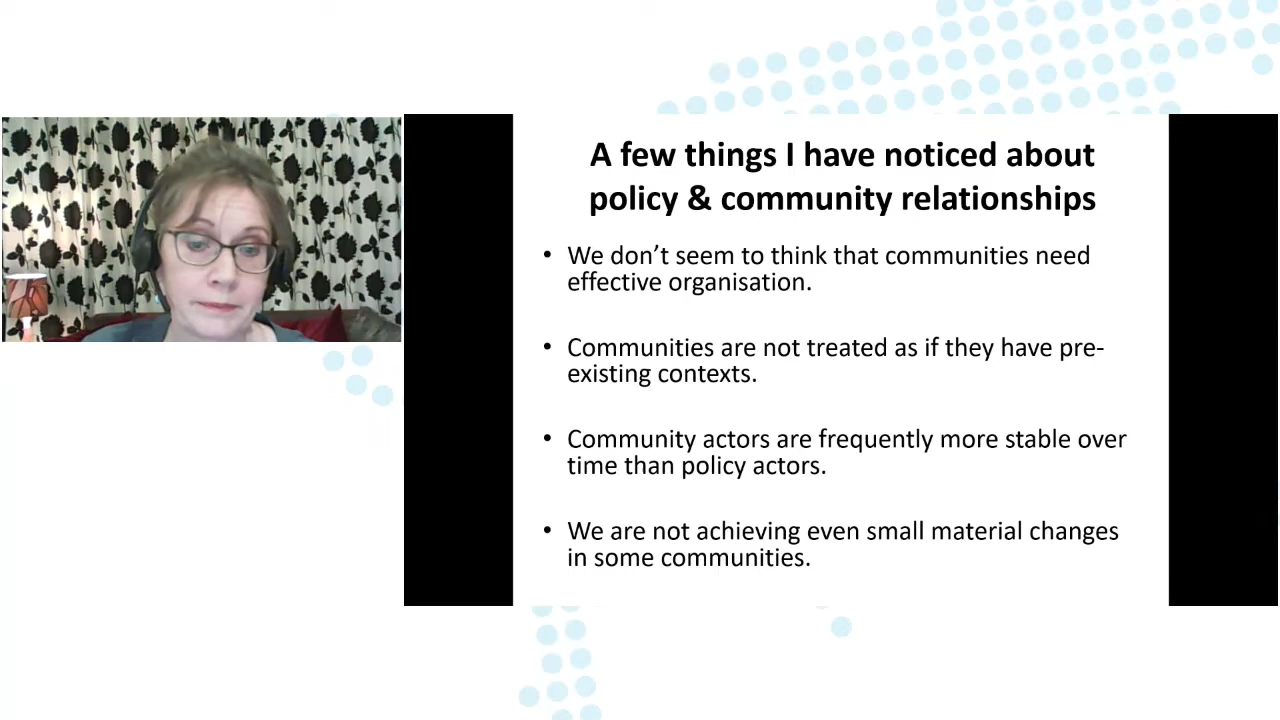 A few things I have noticed about
policy & community relationships
• We don’t seem to think that communities need
effective organisation.
• Communities are not treated as if they have pre-
existing contexts.
• Community actors are frequently more stable over
time than policy actors.
• We are not achieving even small material changes
in some communities.